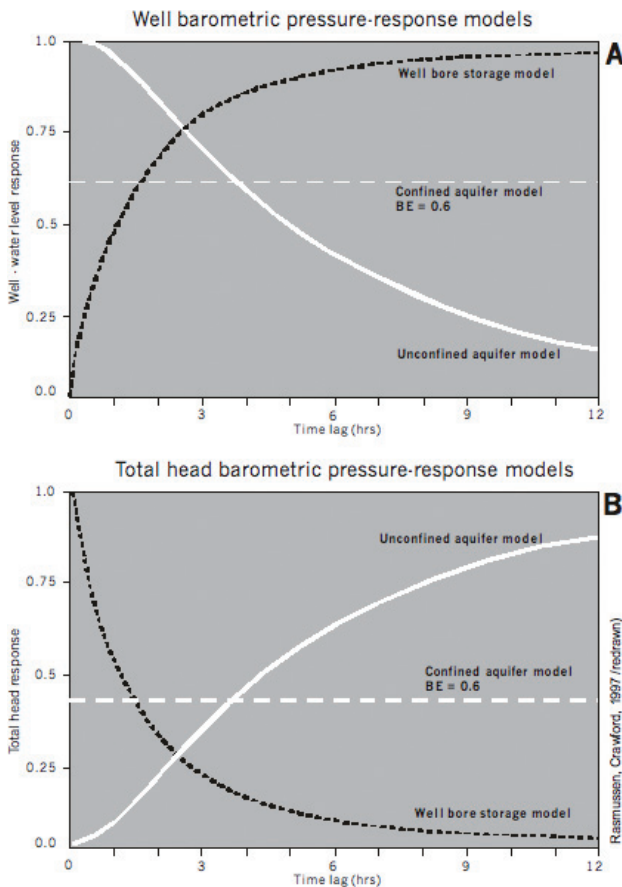 Well barometric pressure-response models
A
1.0
0.75
0.5
0.25
0.0
Well - water level response
Well bore storage model
Confined aquifer model
BE = 0.6
Unconfined aquifer model
0 3 6 9 12
Time lag (hrs)
Total head barometric pressure-response models
B
1.0
0.75
0.5
0.25
0.0
Total head response
Unconfined aquifer model
Confined aquifer model
BE = 0.6
Well bore storage model
0 3 6 9 12
Time lag (hrs)
Rasmussen, Crawford, 1997/redrawn)